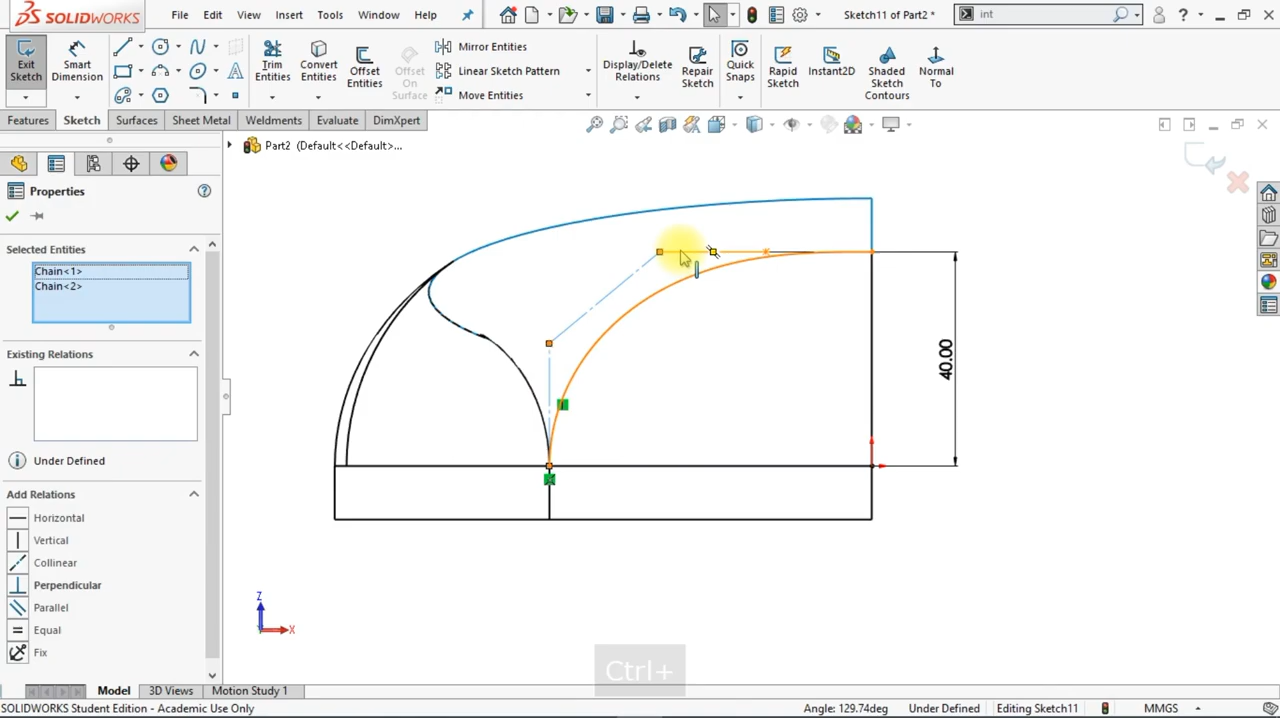 SOLIDWORKS File Edit View Insert Tools Window Help Sketch11 of Part2 * int
Exit Sketch
Smart Dimension
Trim Entities
Convert Entities
Offset Entities
Offset On Surface
Mirror Entities
Linear Sketch Pattern
Move Entities
Display/Delete Relations
Repair Sketch
Quick Snaps
Rapid Sketch
Instant2D
Shaded Sketch Contours
Normal To
Features Sketch Surfaces Sheet Metal Weldments Evaluate DimXpert
Part2 (Default<<Default>...
Properties
Selected Entities
Chain<1>
Chain<2>
Existing Relations
Under Defined
Add Relations
Horizontal
Vertical
Collinear
Perpendicular
Parallel
Equal
Fix
40.00
Z
X
Ctrl+
Model 3D Views Motion Study 1
SOLIDWORKS Student Edition - Academic Use Only Angle: 129.74deg Under Defined Editing Sketch11 MMGS